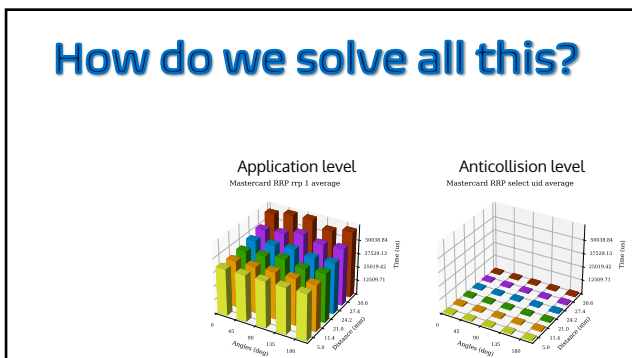 How do we solve all this?
Application level
Mastercard RRP rrp 1 average
50038.84
37529.13
25019.42
12509.71
Time (us)
0
45
90
135
180
Angles (deg)
5.0
11.4
21.0
24.2
27.4
30.6
Distance (mm)
Anticollision level
Mastercard RRP select uid average
50038.84
37529.13
25019.42
12509.71
Time (us)
0
45
90
135
180
Angles (deg)
5.0
11.4
21.0
24.2
27.4
30.6
Distance (mm)